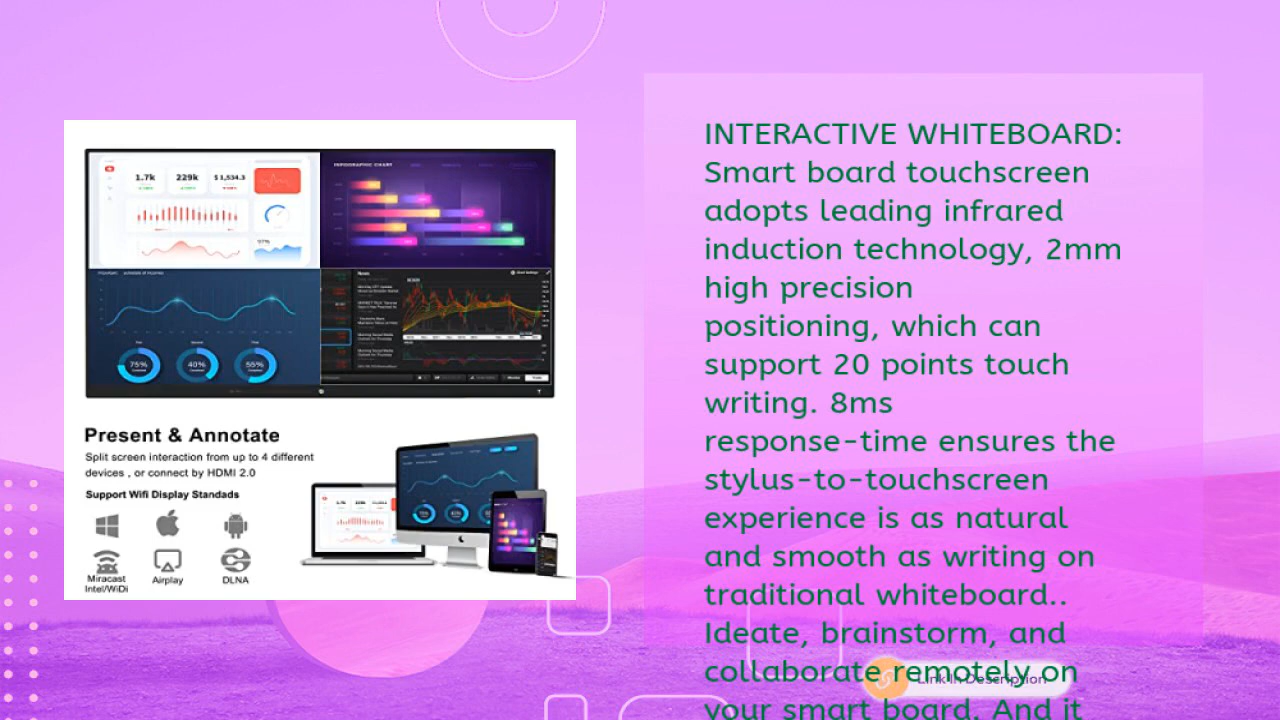 1.7k 229k $ 1,534.3
INFOGRAPHIC CHART
97%
News
75% 40% 55%
Present & Annotate
Split screen interaction from up to 4 different
devices , or connect by HDMI 2.0
Support Wifi Display Standads
Miracast
Intel/WiDi
Airplay
DLNA
INTERACTIVE WHITEBOARD:
Smart board touchscreen
adopts leading infrared
induction technology, 2mm
high precision
positioning, which can
support 20 points touch
writing. 8ms
response-time ensures the
stylus-to-touchscreen
experience is as natural
and smooth as writing on
traditional whiteboard..
Ideate, brainstorm, and
collaborate remotely on
Link In Description
your smart board. And it